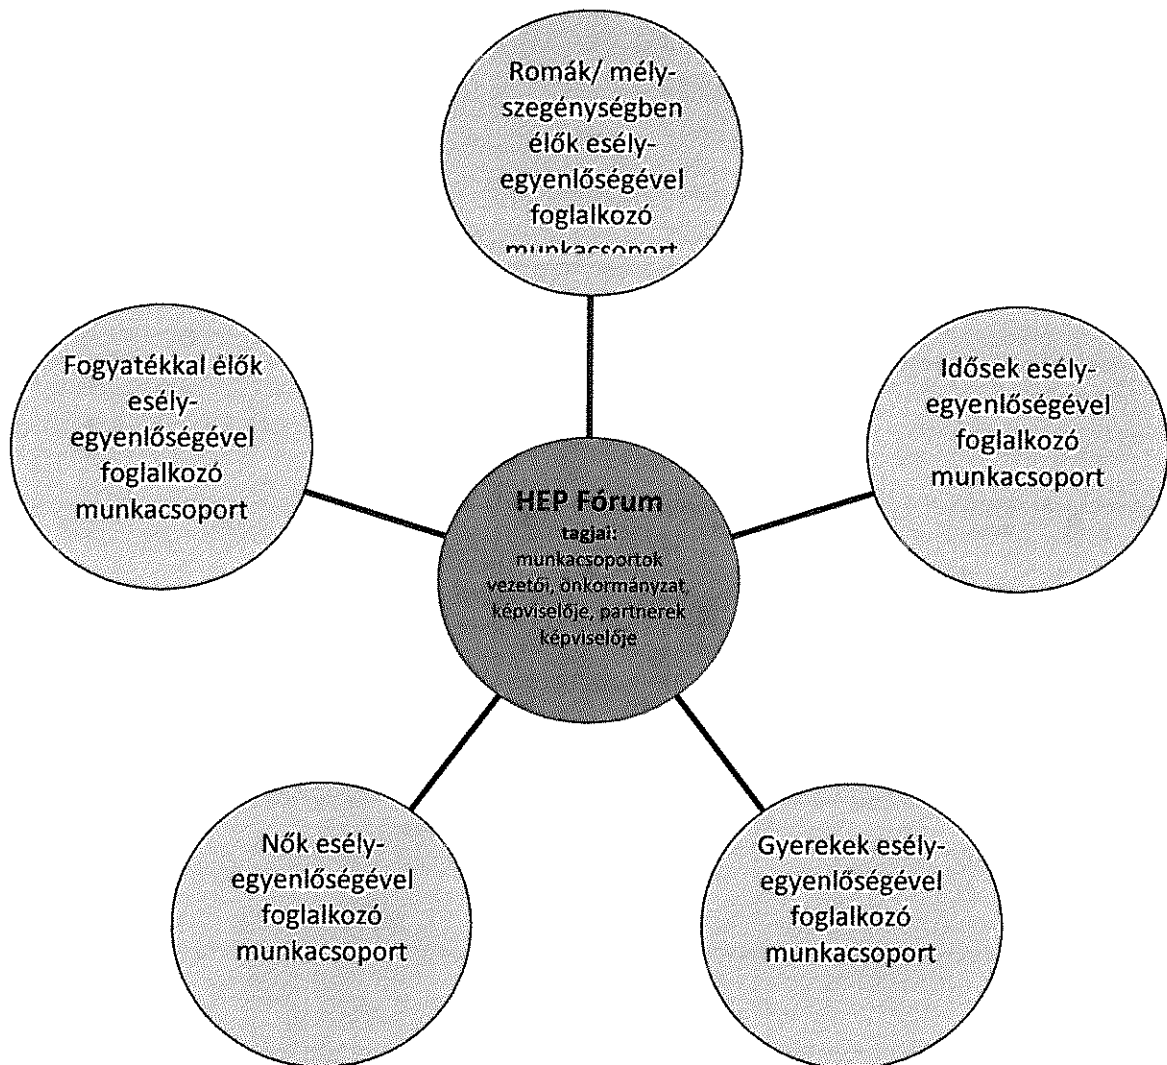 Romák/ mély-
szegénységben
élők esély-
egyenlőségével
foglalkozó
munkacsoport
Fogyatékkal élők
esély-
egyenlőségével
foglalkozó
munkacsoport
Idősek esély-
egyenlőségével
foglalkozó
munkacsoport
HEP Fórum
tagjai:
munkacsoportok
vezetői, önkormányzat,
képviselője, partnerek
képviselője
Nők esély-
egyenlőségével
foglalkozó
munkacsoport
Gyerekek esély-
egyenlőségével
foglalkozó
munkacsoport